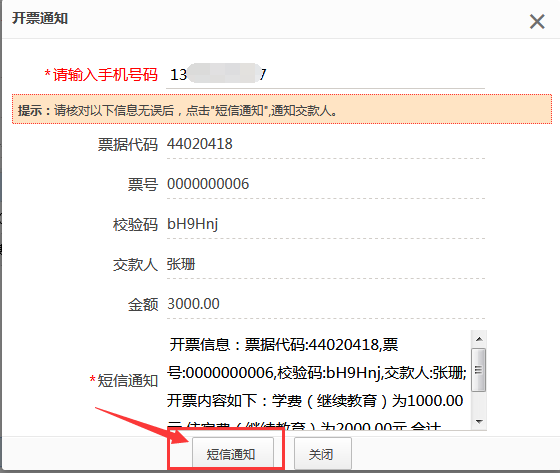 开票通知
*请输入手机号码 13 7
提示：请核对以下信息无误后，点击"短信通知",通知交款人。
票据代码 44020418
票号 0000000006
校验码 bH9Hnj
交款人 张珊
金额 3000.00
开票信息：票据代码:44020418,票
号:0000000006,校验码:bH9Hnj,交款人:张珊;
*短信通知
开票内容如下：学费（继续教育）为1000.00
元,住宿费（继续教育）为2000.00元,合计
短信通知 关闭